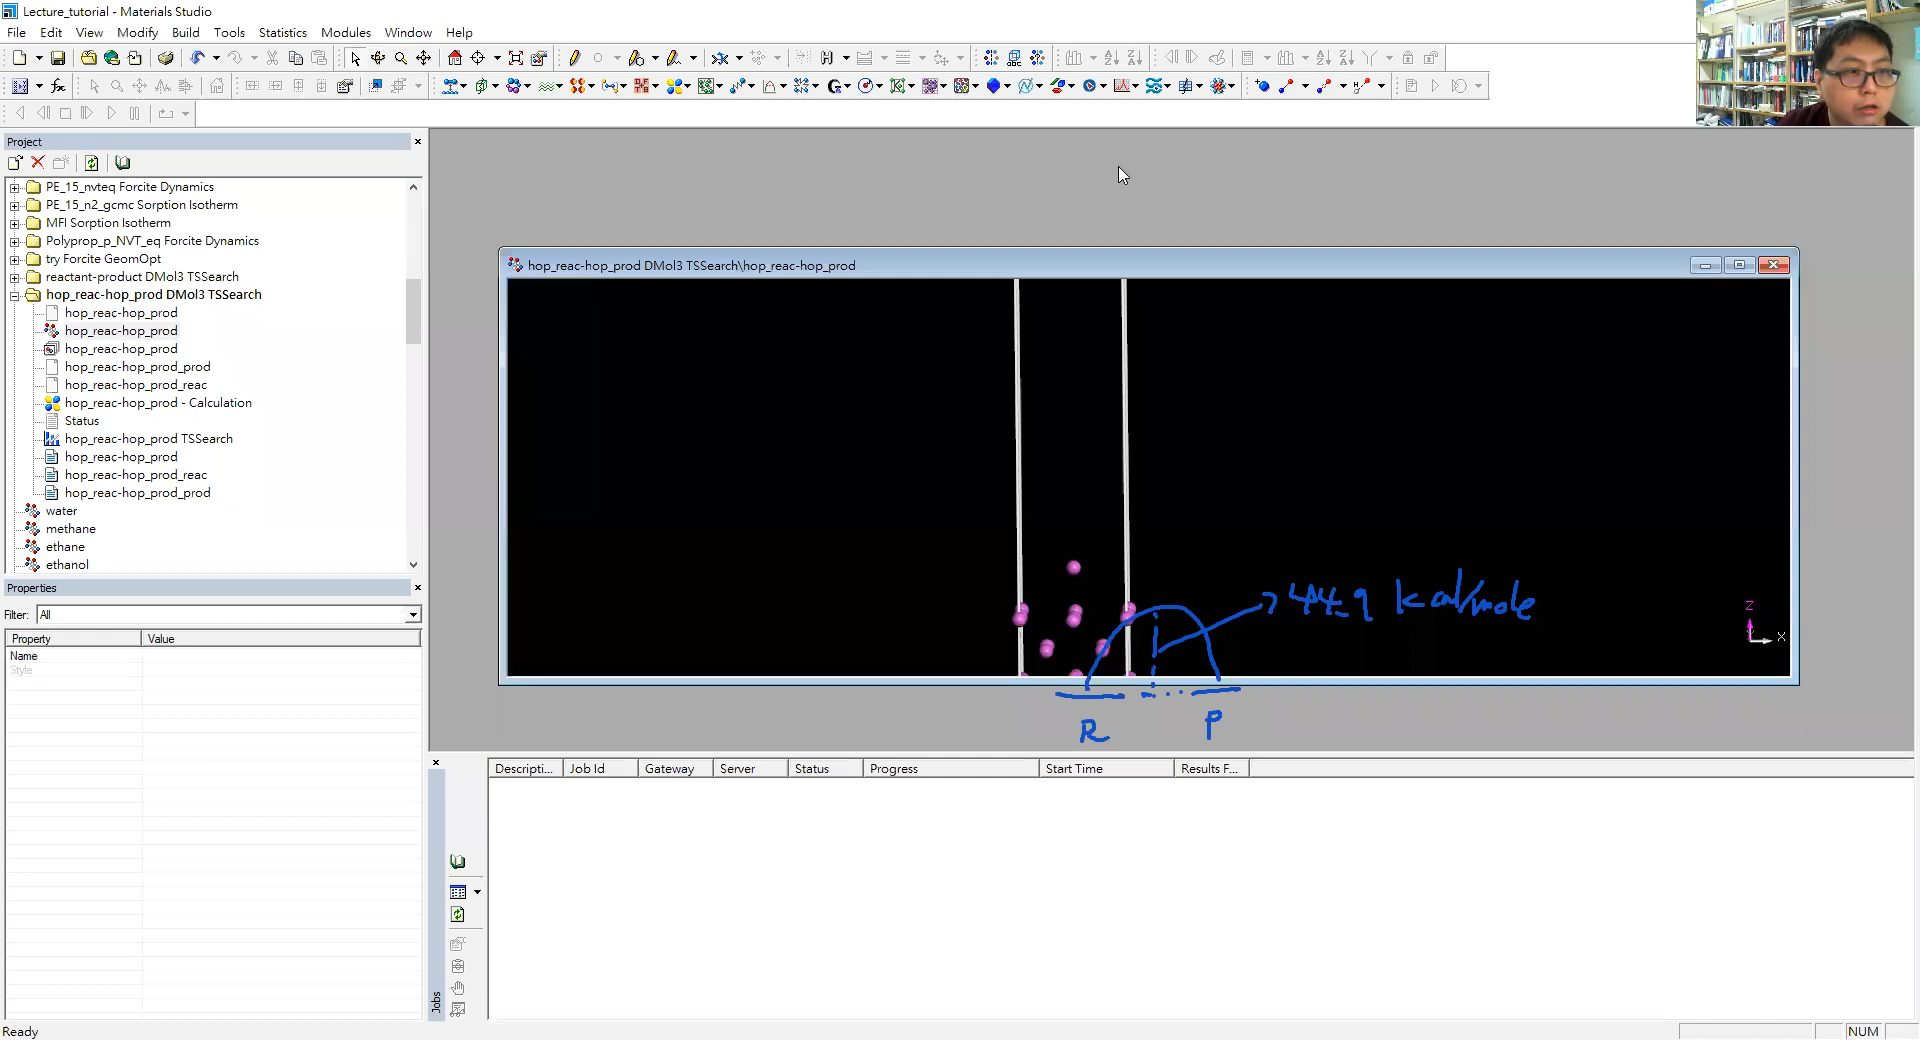 Lecture_tutorial - Materials Studio
File Edit View Modify Build Tools Statistics Modules Window Help
Project
PE_15_nvteq Forcite Dynamics
PE_15_n2_gcmc Sorption Isotherm
MFI Sorption Isotherm
Polyprop_p_NVT_eq Forcite Dynamics
try Forcite GeomOpt
reactant-product DMol3 TSSearch
hop_reac-hop_prod DMol3 TSSearch
hop_reac-hop_prod
hop_reac-hop_prod
hop_reac-hop_prod
hop_reac-hop_prod_prod
hop_reac-hop_prod_reac
hop_reac-hop_prod - Calculation
Status
hop_reac-hop_prod TSSearch
hop_reac-hop_prod
hop_reac-hop_prod_reac
hop_reac-hop_prod_prod
water
methane
ethane
ethanol
Properties
Filter: All
Property Value
Name
Style
hop_reac-hop_prod DMol3 TSSearch\hop_reac-hop_prod
kcal/mole
Z
X
R P
Descripti... Job Id Gateway Server Status Progress Start Time Results F...
Jobs
Ready
NUM